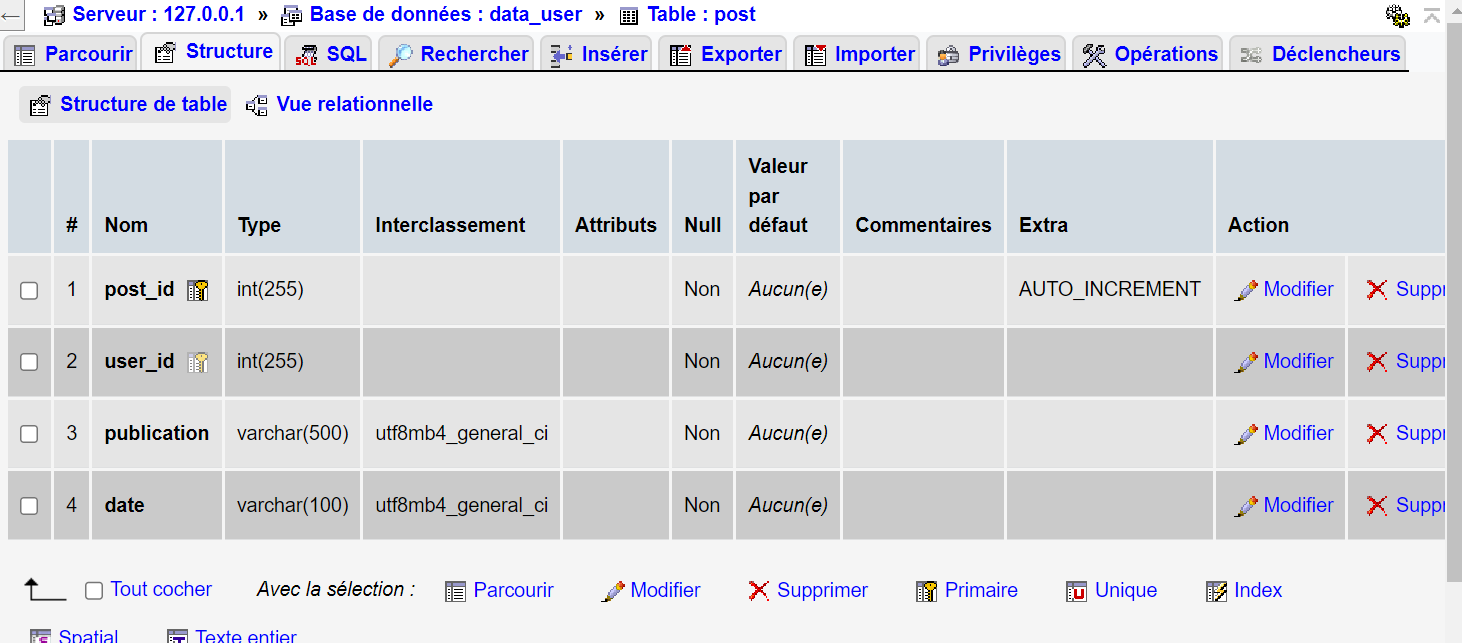 Serveur : 127.0.0.1 » Base de données : data_user » Table : post
Parcourir Structure SQL Rechercher Insérer Exporter Importer Privilèges Opérations Déclencheurs
Structure de table Vue relationnelle
# Nom Type Interclassement Attributs Null Valeur par défaut Commentaires Extra Action
1 post_id int(255) Non Aucun(e) AUTO_INCREMENT Modifier Suppr
2 user_id int(255) Non Aucun(e) Modifier Suppr
3 publication varchar(500) utf8mb4_general_ci Non Aucun(e) Modifier Suppr
4 date varchar(100) utf8mb4_general_ci Non Aucun(e) Modifier Suppr
Tout cocher Avec la sélection : Parcourir Modifier Supprimer Primaire Unique Index
Spatial Texte entier